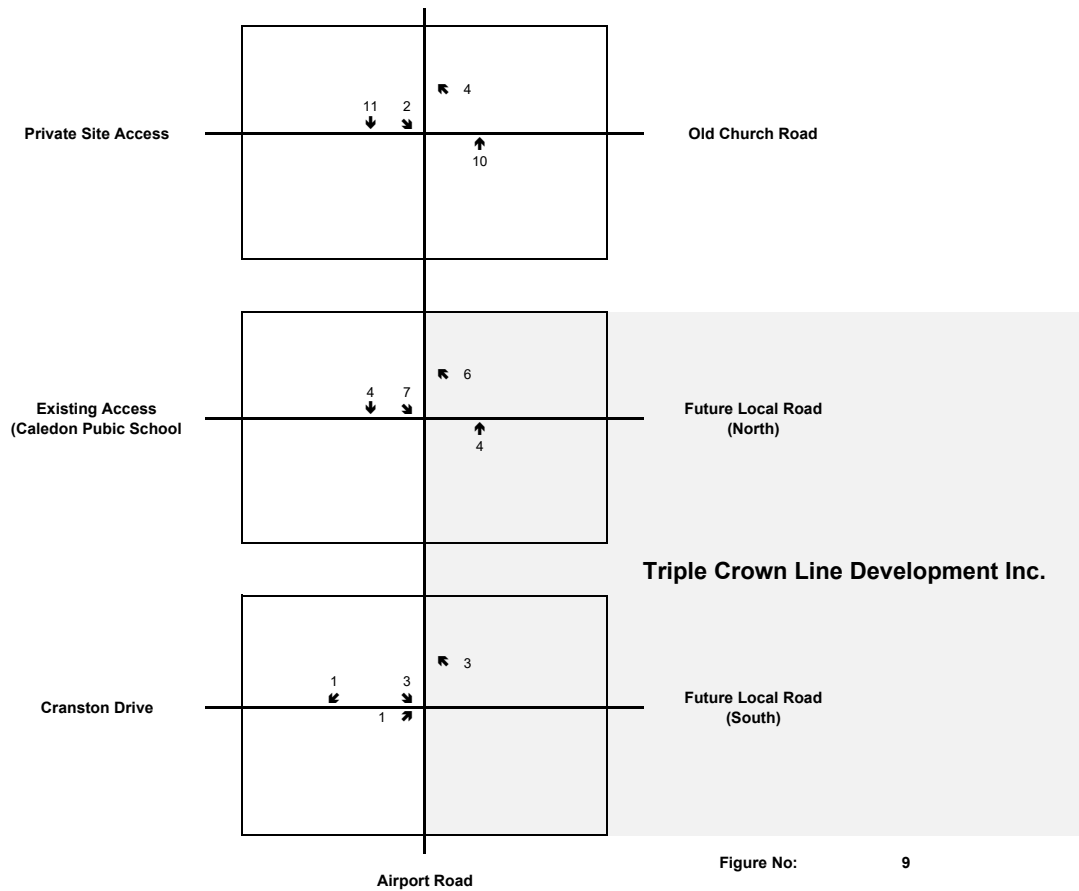 4
11 2
Private Site Access
Old Church Road
10
6
4 7
Existing Access
(Caledon Pubic School
Future Local Road
(North)
4
Triple Crown Line Development Inc.
3
1 3
Cranston Drive
Future Local Road
(South)
1
Figure No: 9
Airport Road